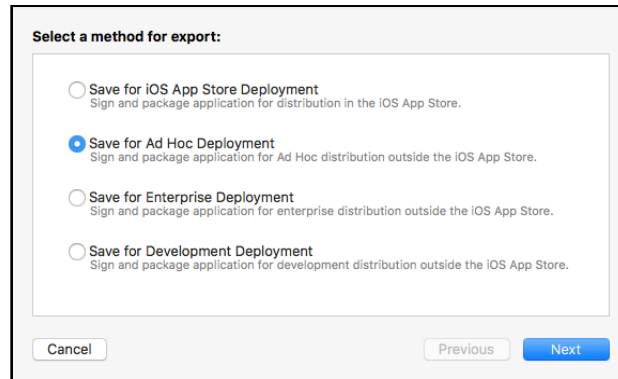 Select a method for export:
Save for iOS App Store Deployment
Sign and package application for distribution in the iOS App Store.
Save for Ad Hoc Deployment
Sign and package application for Ad Hoc distribution outside the iOS App Store.
Save for Enterprise Deployment
Sign and package application for enterprise distribution outside the iOS App Store.
Save for Development Deployment
Sign and package application for development distribution outside the iOS App Store.
Cancel Previous Next